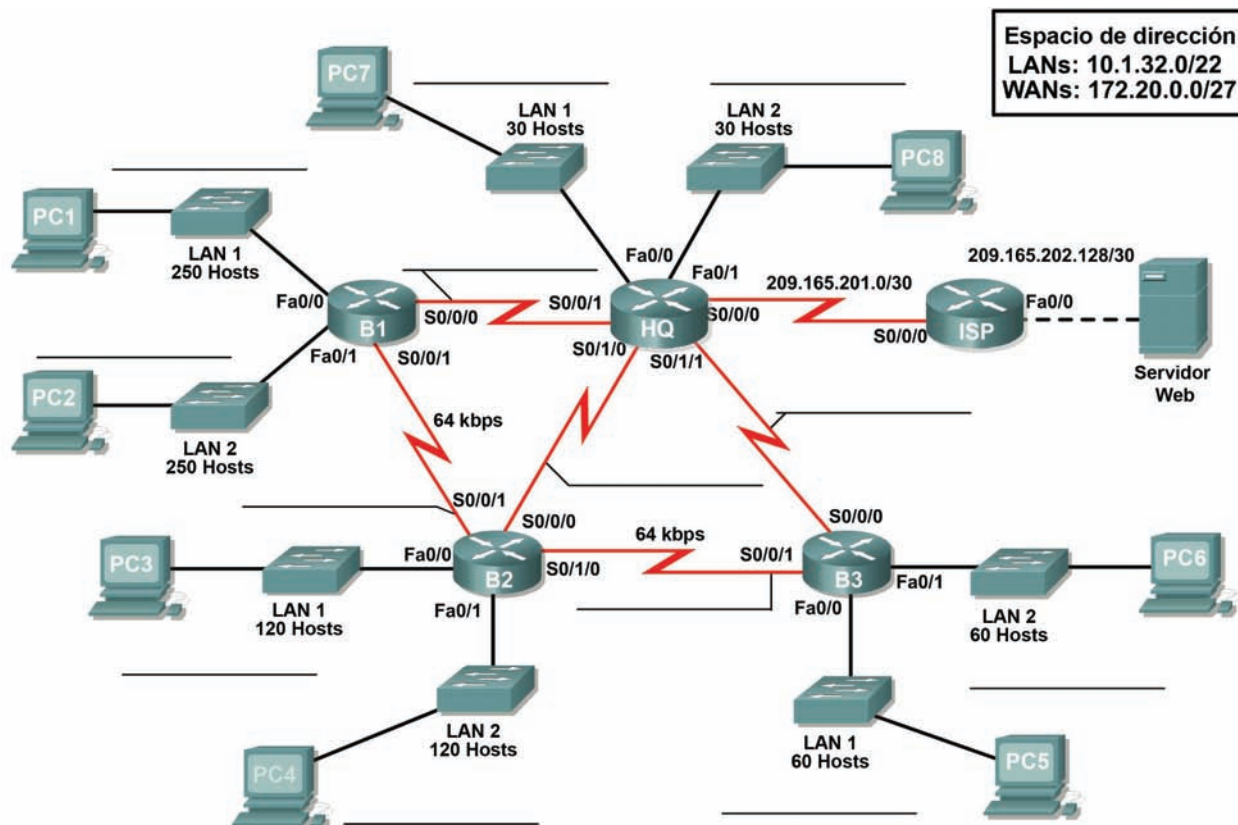 Espacio de dirección
LANs: 10.1.32.0/22
WANs: 172.20.0.0/27
PC7
LAN 1
30 Hosts
LAN 2
30 Hosts
PC8
PC1
LAN 1
250 Hosts
Fa0/0
Fa0/1
209.165.201.0/30
209.165.202.128/30
Fa0/0
Fa0/0
B1
S0/0/0
S0/0/1
HQ
S0/0/0
S0/0/0
ISP
Servidor
Web
Fa0/1
S0/0/1
S0/1/0
S0/1/1
PC2
LAN 2
250 Hosts
64 kbps
S0/0/1
S0/0/0
64 kbps
S0/0/0
PC3
LAN 1
120 Hosts
Fa0/0
B2
S0/1/0
S0/0/1
B3
Fa0/1
PC6
Fa0/1
Fa0/0
LAN 2
60 Hosts
PC4
LAN 2
120 Hosts
LAN 1
60 Hosts
PC5